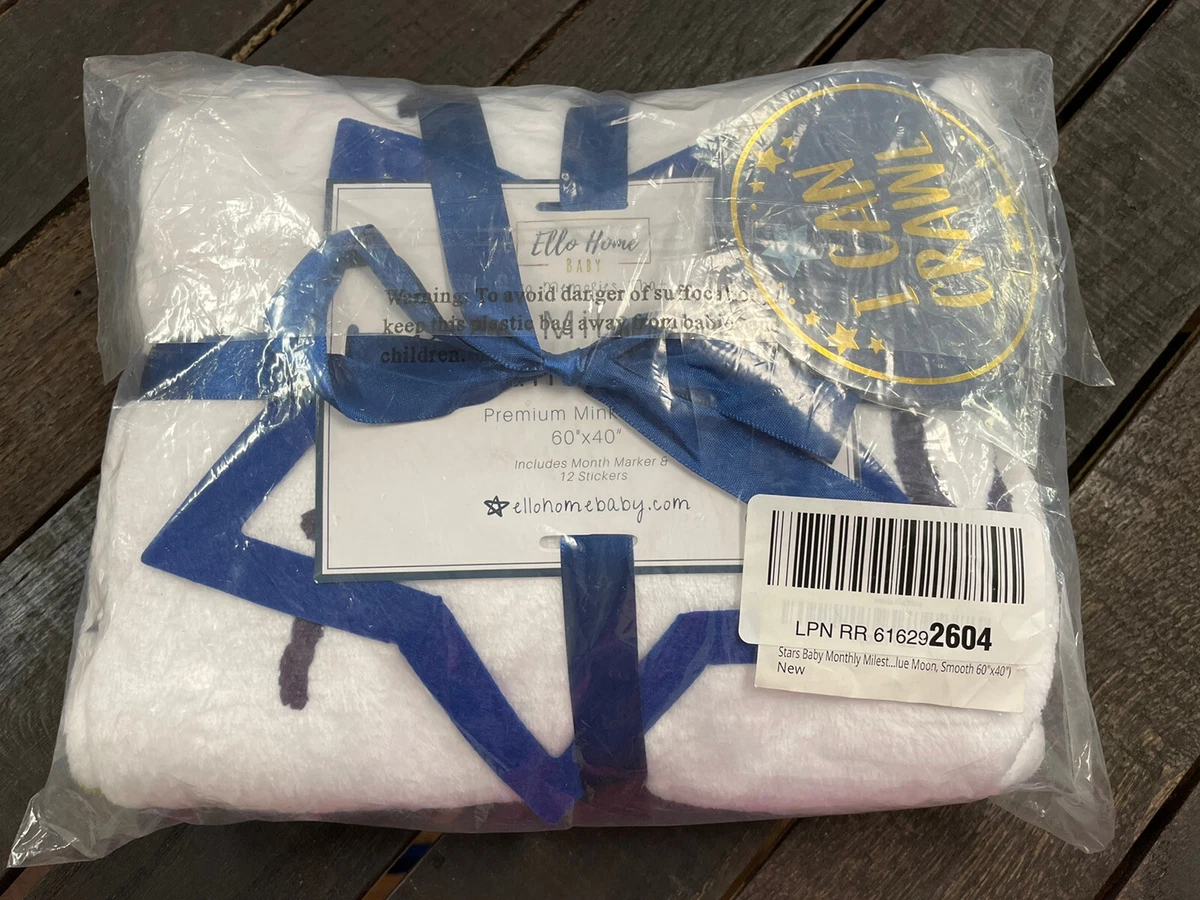 Ello Home
BABY
Warning: To avoid danger of suffocation
keep this plastic bag away from babies and
children.
Premium Mink
60"x40"
Includes Month Marker &
12 Stickers
ellohomebaby.com
I CAN
CRAWL
LPN RR 616292604
Stars Baby Monthly Milest...lue Moon, Smooth 60"x40")
New